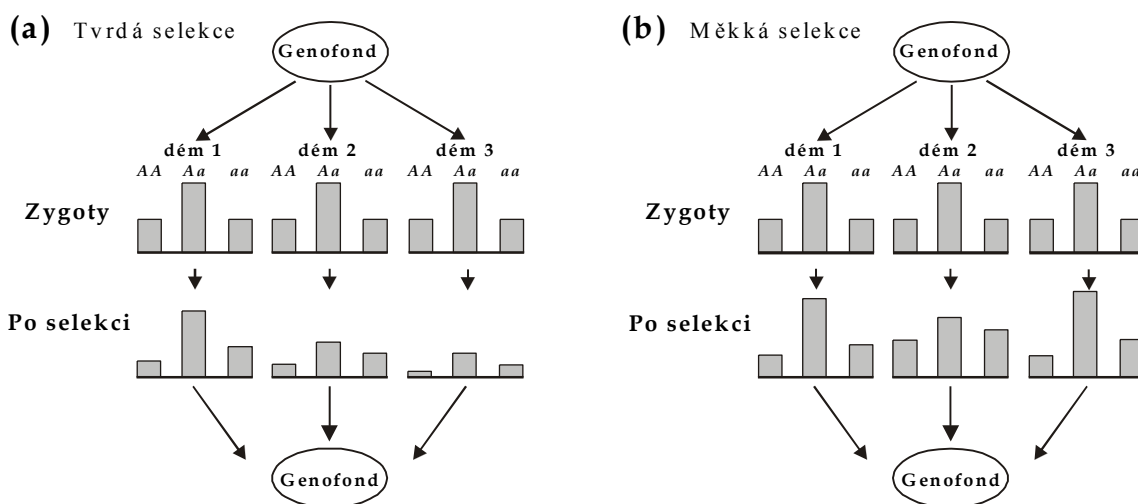 (a) Tvrdá selekce
Genofond
dém 1 dém 2 dém 3
AA Aa aa AA Aa aa AA Aa aa
Zygoty
Po selekci
Genofond
(b) Měkká selekce
Genofond
dém 1 dém 2 dém 3
AA Aa aa AA Aa aa AA Aa aa
Zygoty
Po selekci
Genofond